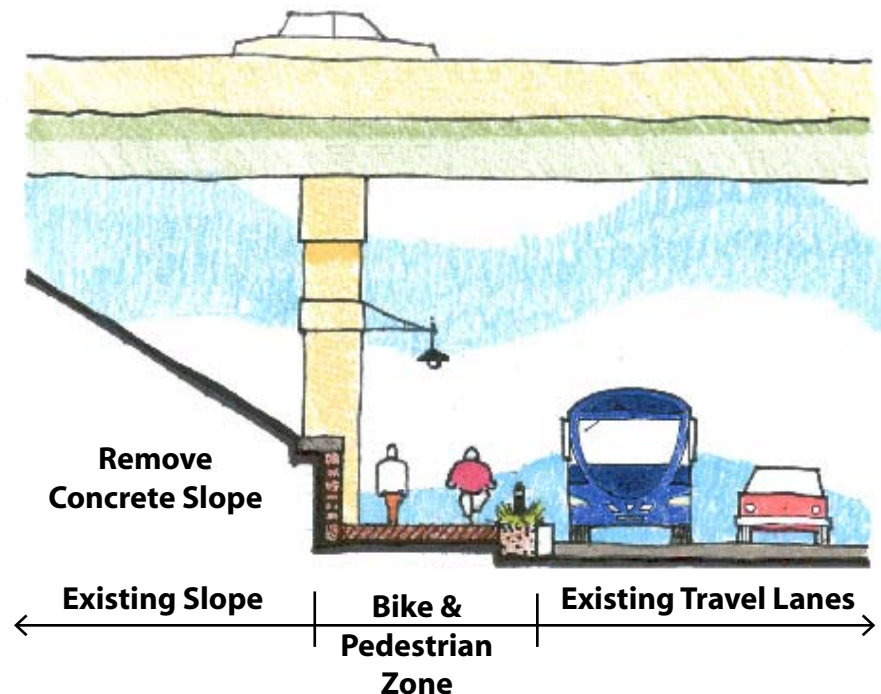 Remove
Concrete Slope
Existing Slope
Bike &
Pedestrian
Zone
Existing Travel Lanes